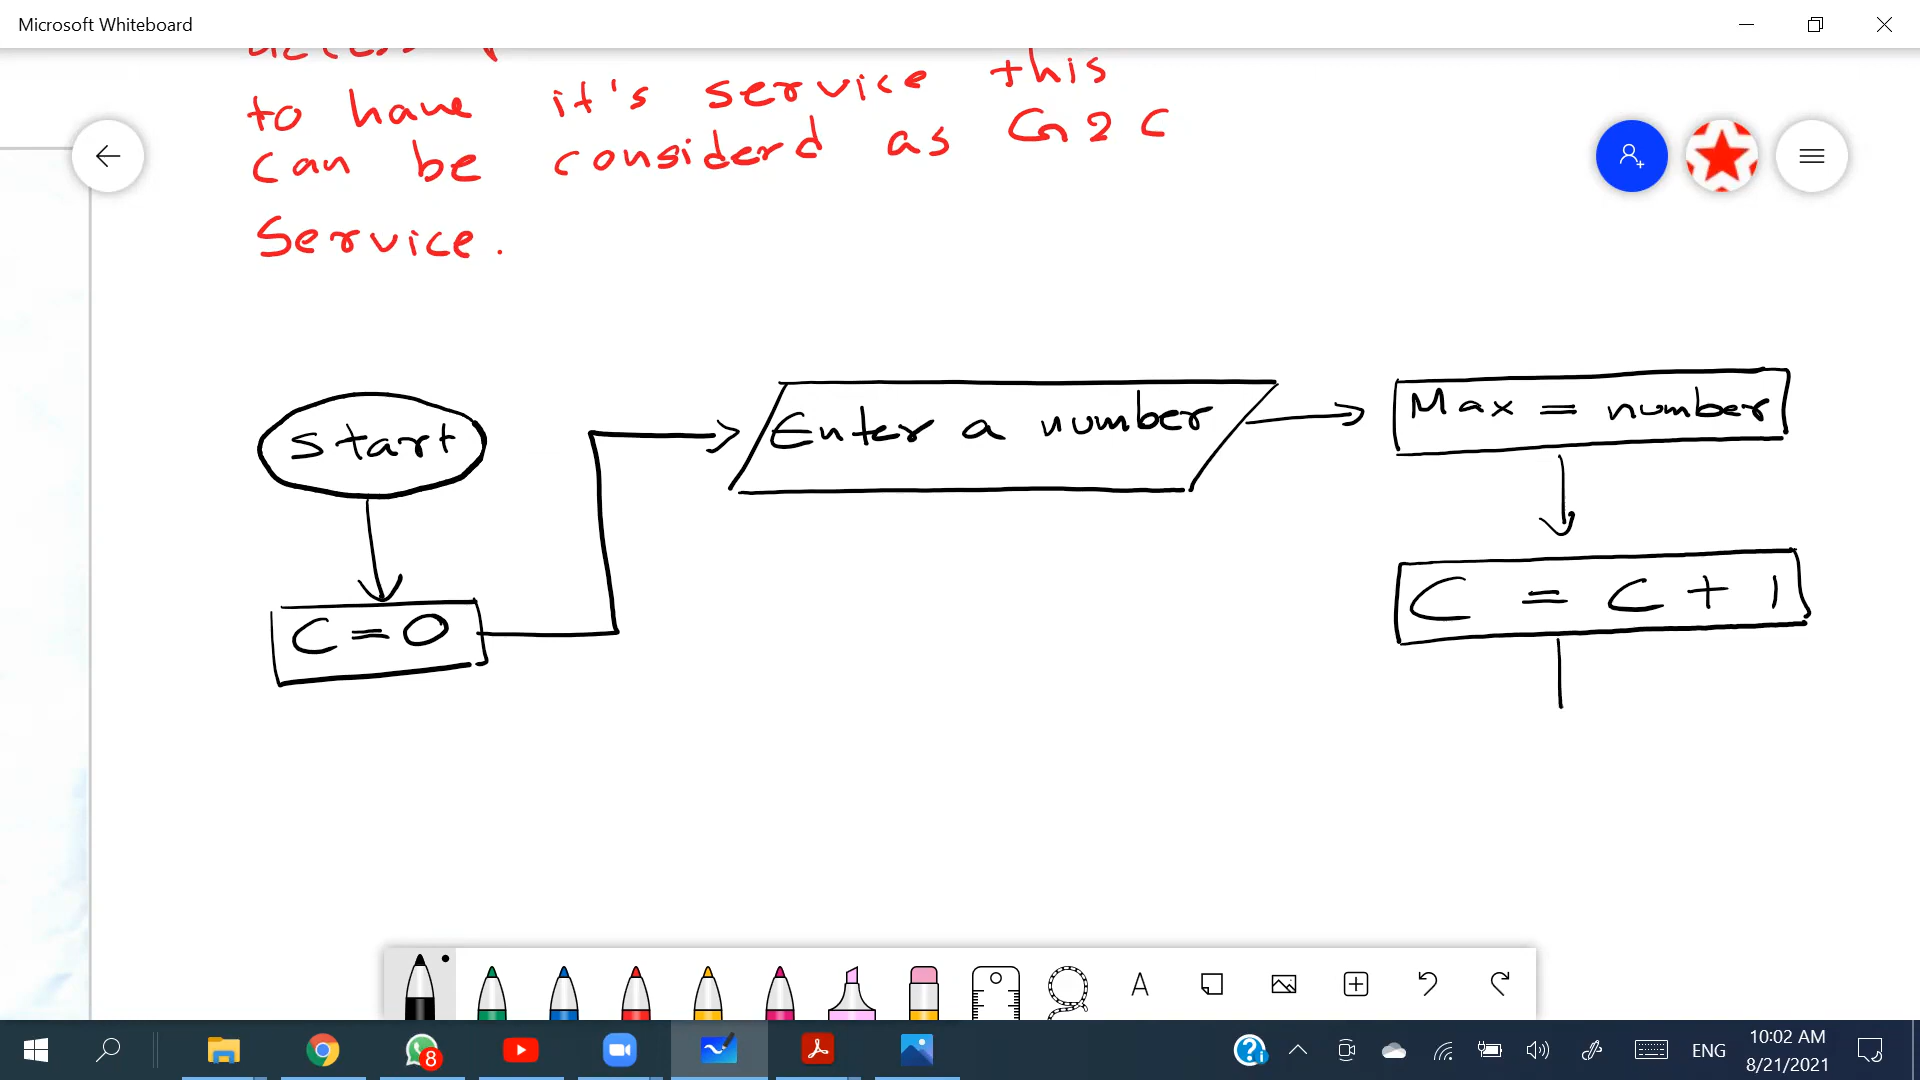 Microsoft Whiteboard
to have it's service this
can be considerd as G2C
Service.
Start
Enter a number
Max = number
C = 0
C = C + 1
A
8
ENG
10:02 AM
8/21/2021